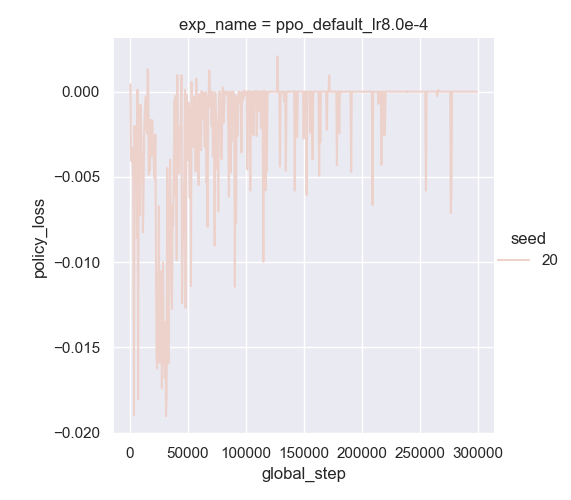 exp_name = ppo_default_lr8.0e-4
0.000
−0.005
−0.010
−0.015
−0.020
policy_loss
0 50000 100000 150000 200000 250000 300000
global_step
seed
20